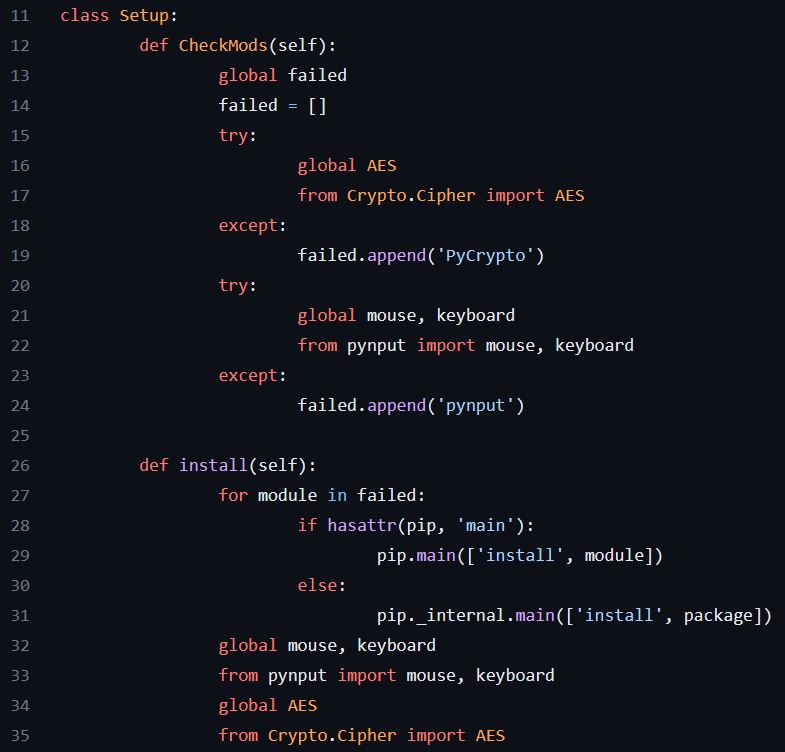 11 class Setup:
12 def CheckMods(self):
13 global failed
14 failed = []
15 try:
16 global AES
17 from Crypto.Cipher import AES
18 except:
19 failed.append('PyCrypto')
20 try:
21 global mouse, keyboard
22 from pynput import mouse, keyboard
23 except:
24 failed.append('pynput')
25
26 def install(self):
27 for module in failed:
28 if hasattr(pip, 'main'):
29 pip.main(['install', module])
30 else:
31 pip._internal.main(['install', package])
32 global mouse, keyboard
33 from pynput import mouse, keyboard
34 global AES
35 from Crypto.Cipher import AES